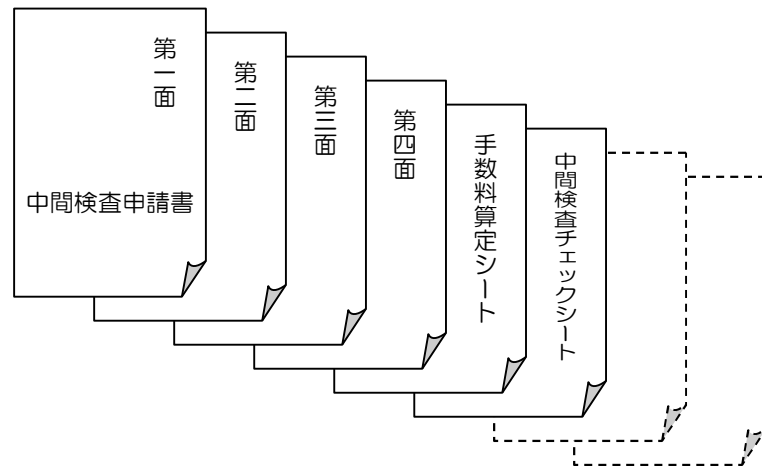 第一面
中間検査申請書
第二面
第三面
第四面
手数料算定シート
中間検査チェックシート